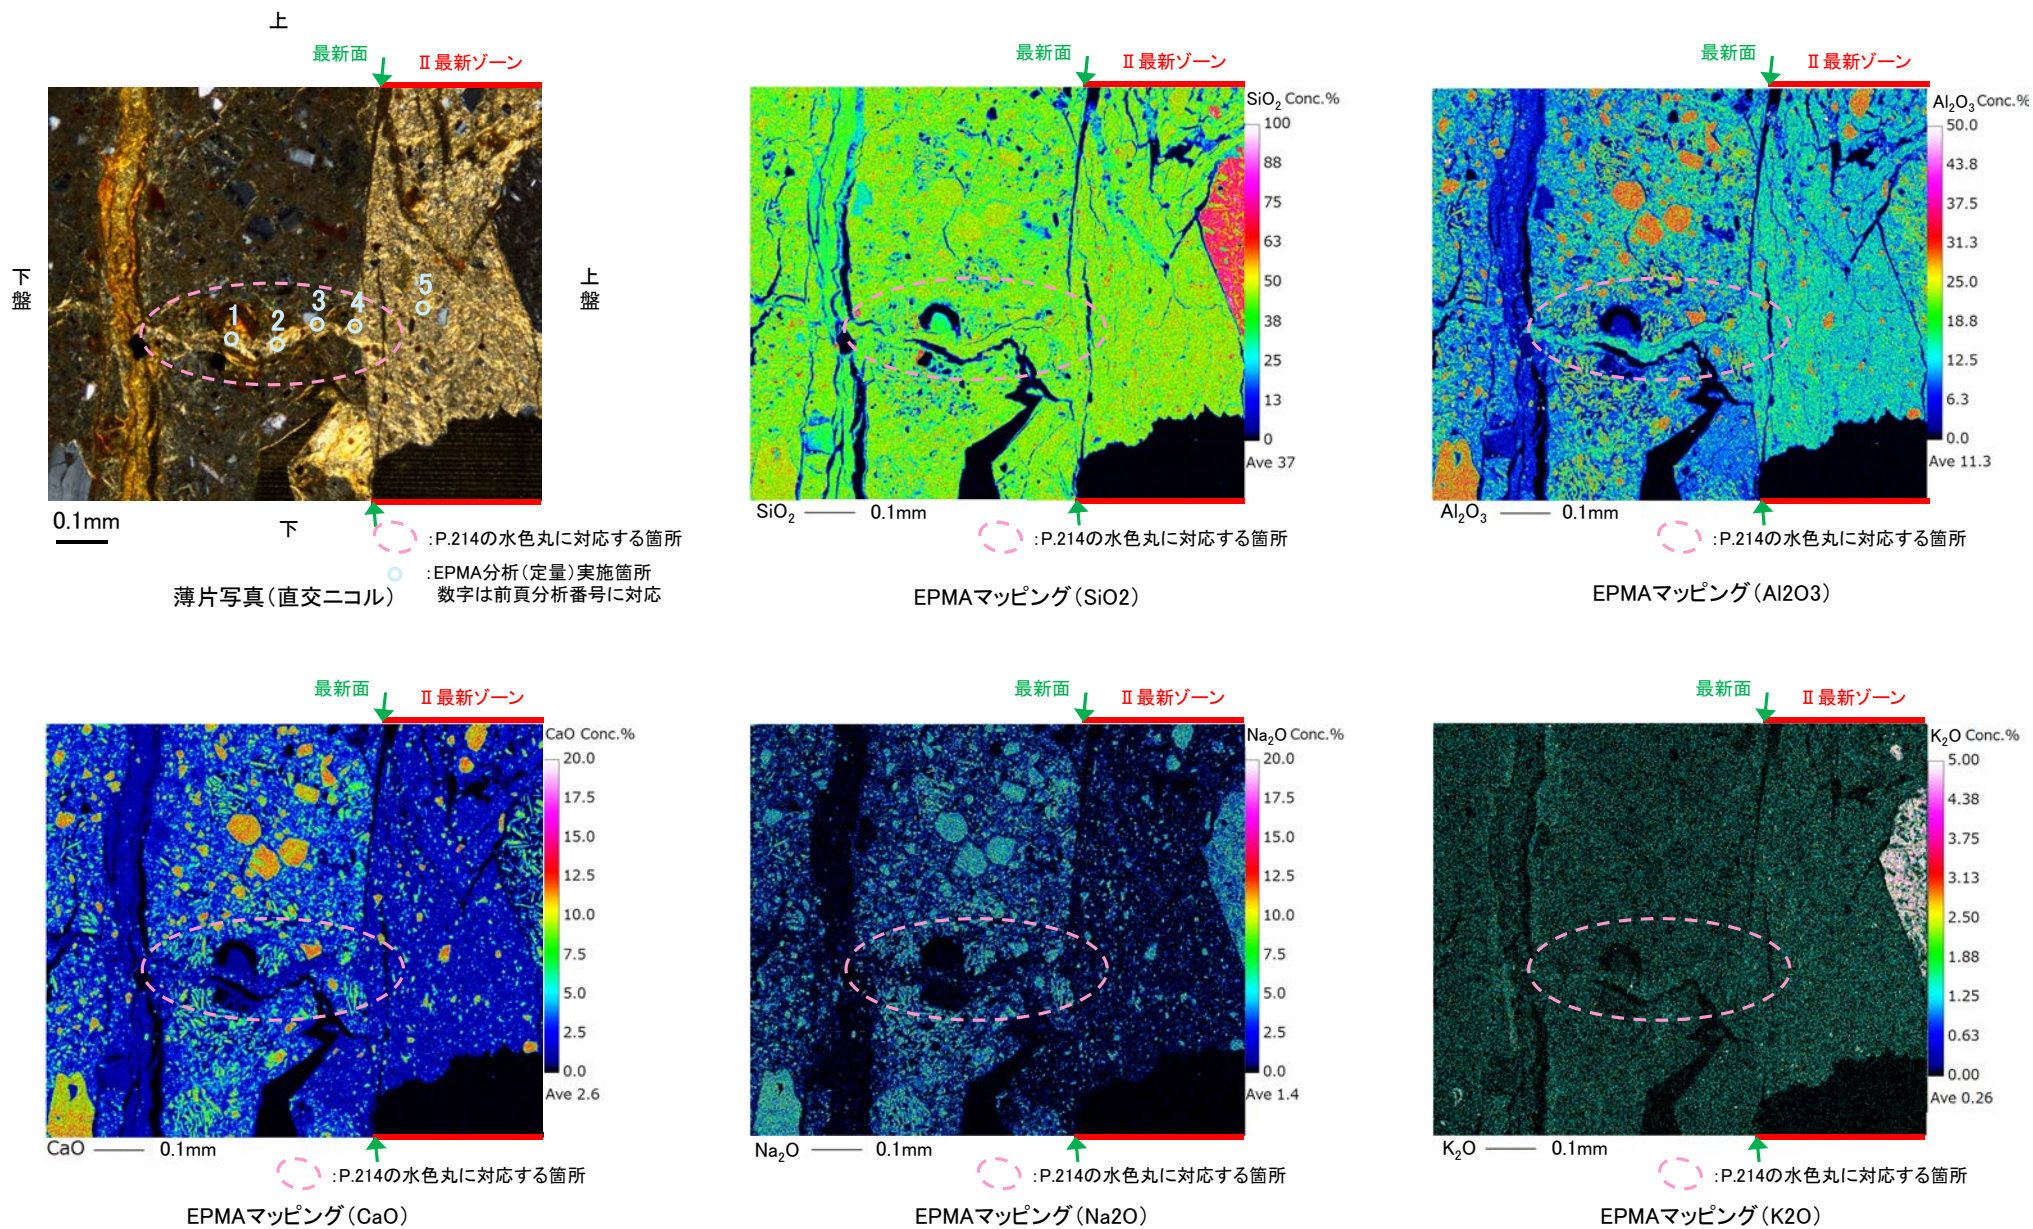 上
最新面
Ⅱ最新ゾーン
下盤
上盤
1
2
3
4
5
0.1mm
下
:P.214の水色丸に対応する箇所
:EPMA分析(定量)実施箇所
数字は前頁分析番号に対応
薄片写真(直交ニコル)
最新面
Ⅱ最新ゾーン
SiO₂ Conc.%
100
88
75
63
50
38
25
13
0
Ave 37
SiO₂
0.1mm
:P.214の水色丸に対応する箇所
EPMAマッピング(SiO2)
最新面
Ⅱ最新ゾーン
Al₂O₃ Conc.%
50.0
43.8
37.5
31.3
25.0
18.8
12.5
6.3
0.0
Ave 11.3
Al₂O₃
0.1mm
:P.214の水色丸に対応する箇所
EPMAマッピング(Al2O3)
最新面
Ⅱ最新ゾーン
CaO Conc.%
20.0
17.5
15.0
12.5
10.0
7.5
5.0
2.5
0.0
Ave 2.6
CaO
0.1mm
:P.214の水色丸に対応する箇所
EPMAマッピング(CaO)
最新面
Ⅱ最新ゾーン
Na₂O Conc.%
20.0
17.5
15.0
12.5
10.0
7.5
5.0
2.5
0.0
Ave 1.4
Na₂O
0.1mm
:P.214の水色丸に対応する箇所
EPMAマッピング(Na2O)
最新面
Ⅱ最新ゾーン
K₂O Conc.%
5.00
4.38
3.75
3.13
2.50
1.88
1.25
0.63
0.00
Ave 0.26
K₂O
0.1mm
:P.214の水色丸に対応する箇所
EPMAマッピング(K2O)